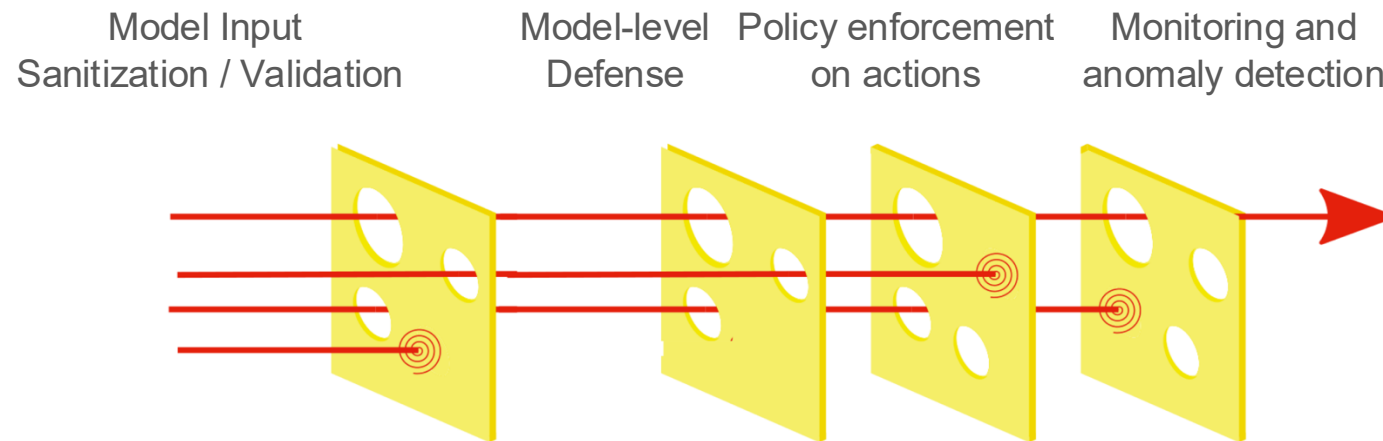 Model Input
Sanitization / Validation
Model-level
Defense
Policy enforcement
on actions
Monitoring and
anomaly detection